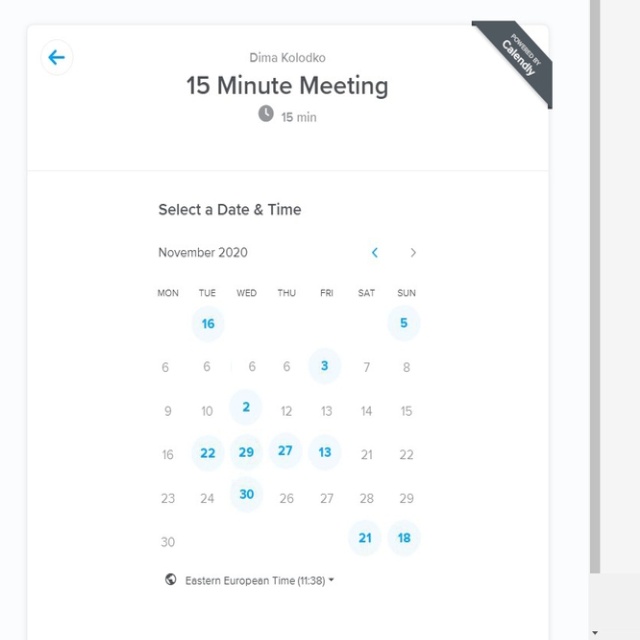 POWERED BY
Calendly
Dima Kolodko
15 Minute Meeting
15 min
Select a Date & Time
November 2020
MON TUE WED THU FRI SAT SUN
16 5
6 6 6 6 3 7 8
9 10 2 12 13 14 15
16 22 29 27 13 21 22
23 24 30 26 27 28 29
30 21 18
Eastern European Time (11:38)